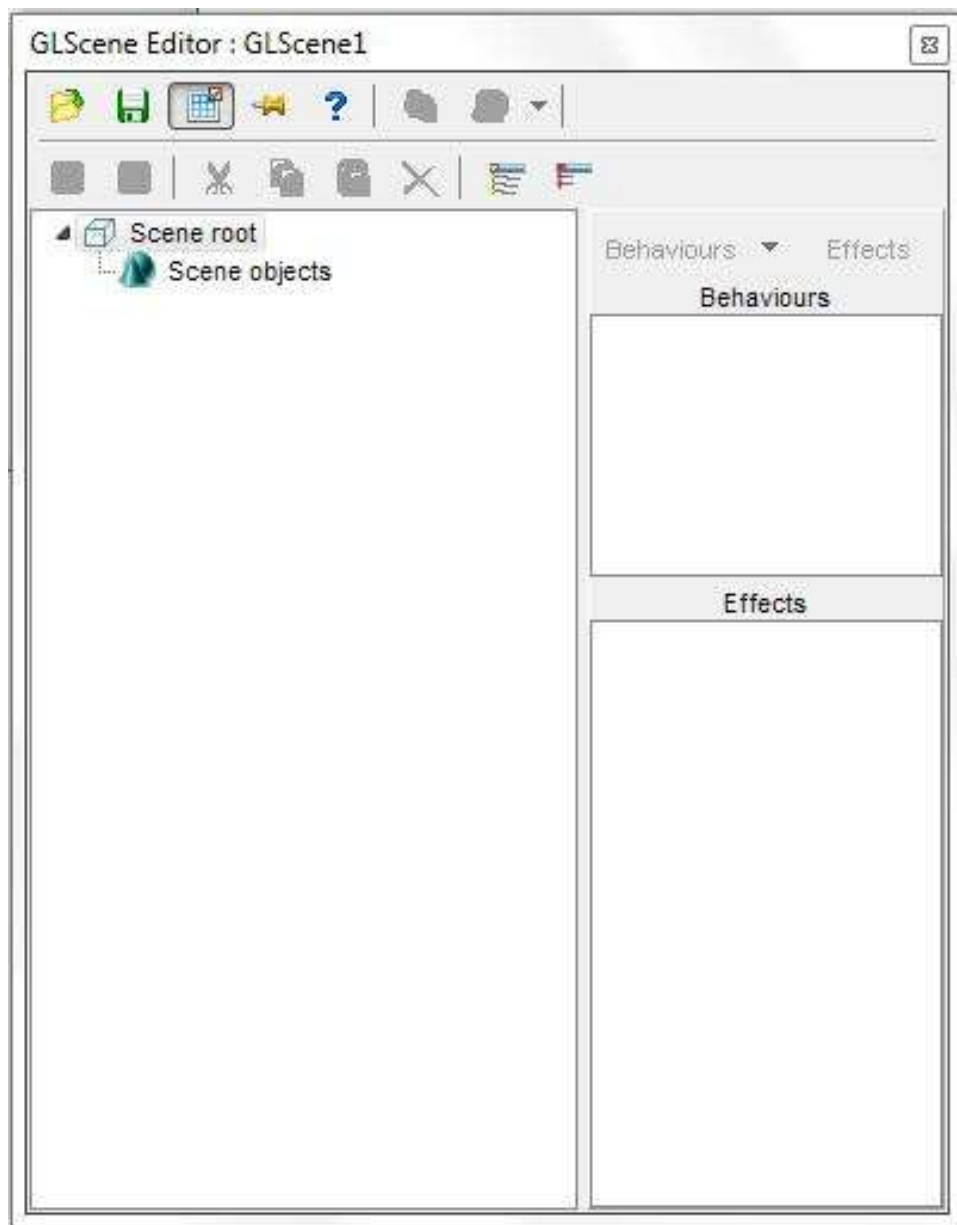 GLScene Editor : GLScene1
?
Scene root
Scene objects
Behaviours Effects
Behaviours
Effects